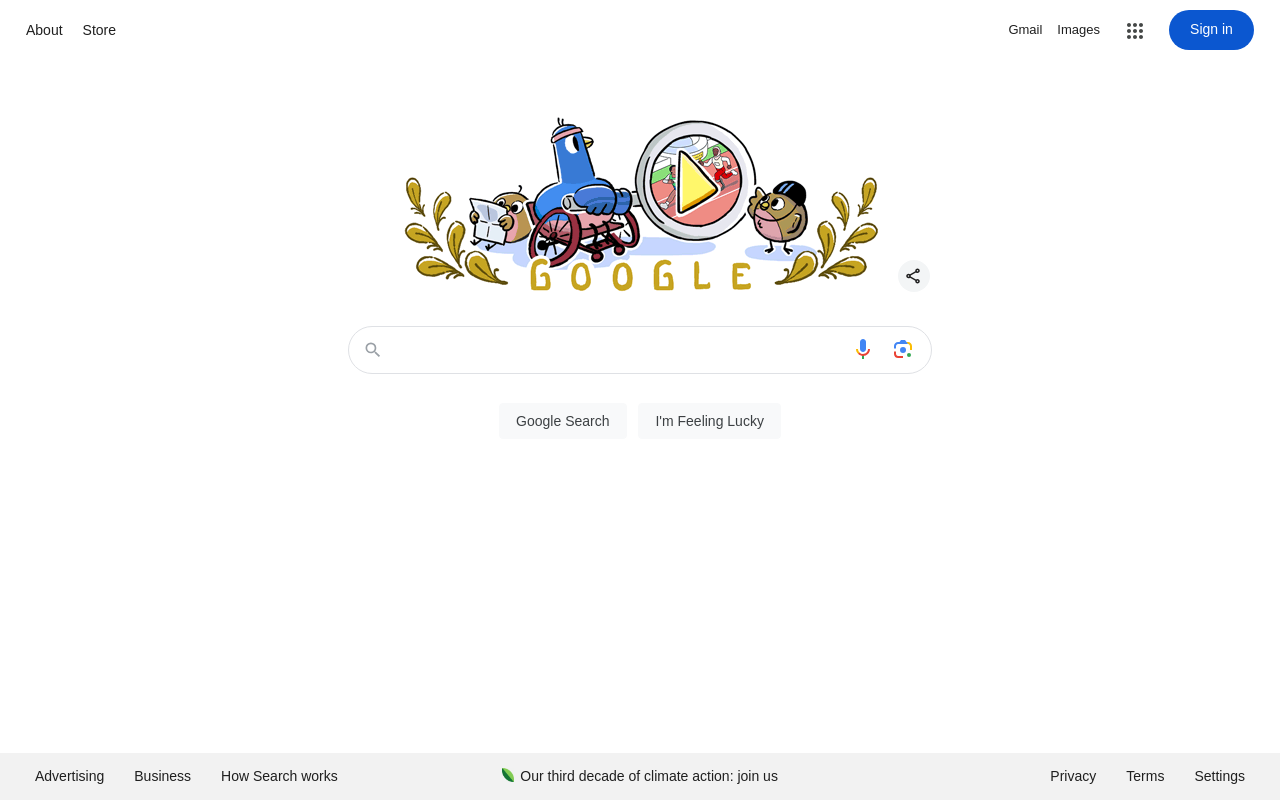 About Store
Gmail Images Sign in
GOOGLE
Google Search I'm Feeling Lucky
Advertising Business How Search works Our third decade of climate action: join us Privacy Terms Settings